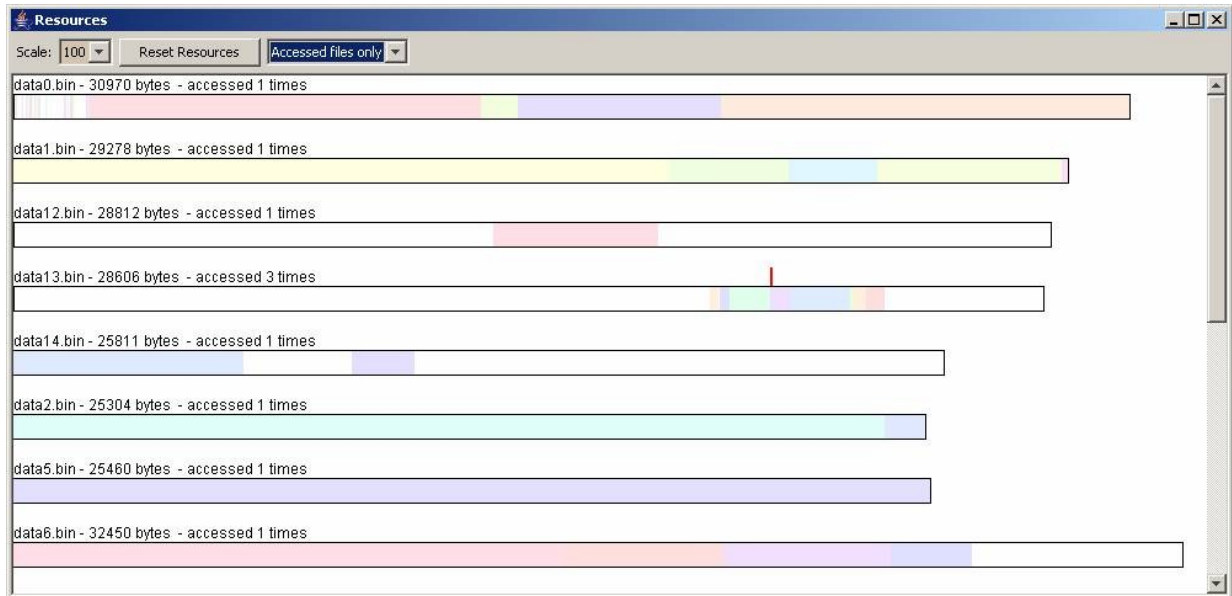 Resources
Scale: 100 Reset Resources Accessed files only
data0.bin - 30970 bytes - accessed 1 times
data1.bin - 29278 bytes - accessed 1 times
data12.bin - 28812 bytes - accessed 1 times
data13.bin - 28606 bytes - accessed 3 times
data14.bin - 25811 bytes - accessed 1 times
data2.bin - 25304 bytes - accessed 1 times
data5.bin - 25460 bytes - accessed 1 times
data6.bin - 32450 bytes - accessed 1 times